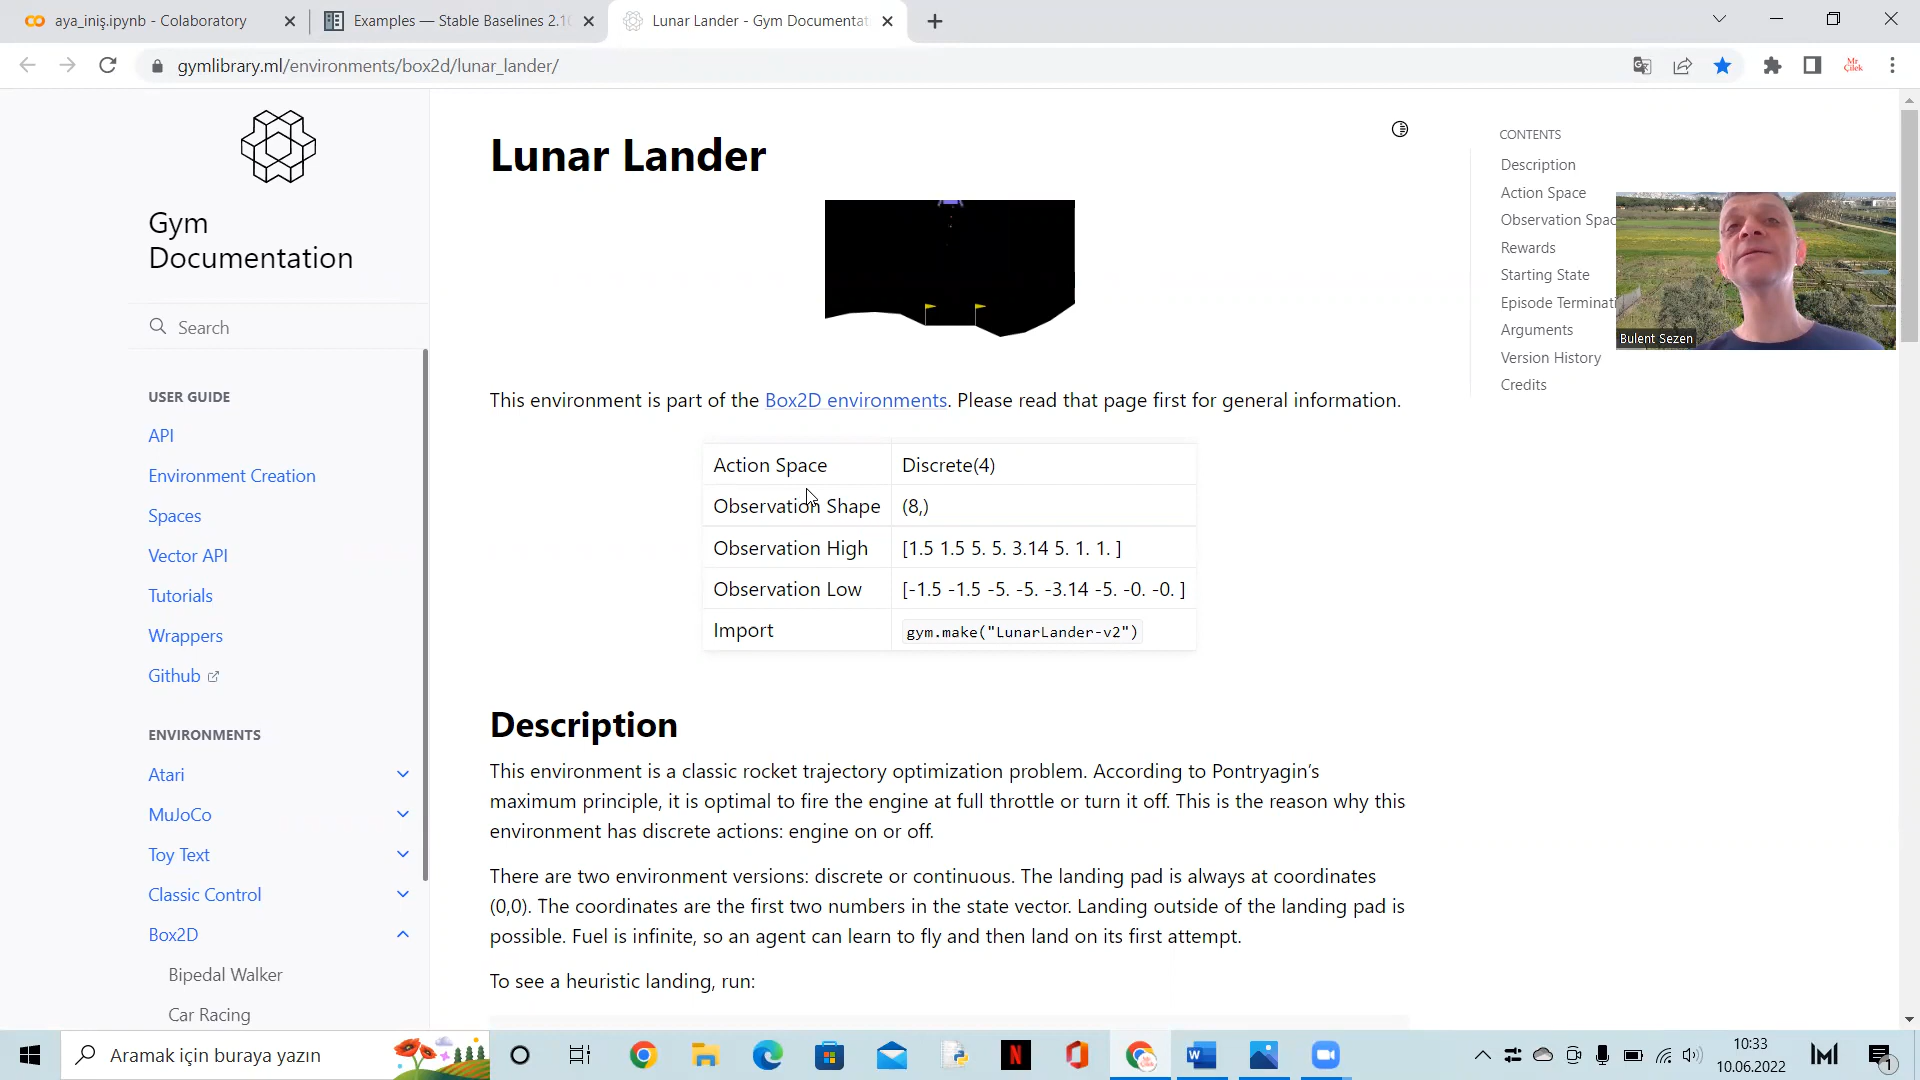 aya_iniş.ipynb - Colaboratory
Examples — Stable Baselines 2.10
Lunar Lander - Gym Documentat
gymlibrary.ml/environments/box2d/lunar_lander/
Mr
Çilek
Gym
Documentation
Search
USER GUIDE
API
Environment Creation
Spaces
Vector API
Tutorials
Wrappers
Github
ENVIRONMENTS
Atari
MuJoCo
Toy Text
Classic Control
Box2D
Bipedal Walker
Car Racing
Lunar Lander
This environment is part of the Box2D environments. Please read that page first for general information.
Action Space Discrete(4)
Observation Shape (8,)
Observation High [1.5 1.5 5. 5. 3.14 5. 1. 1. ]
Observation Low [-1.5 -1.5 -5. -5. -3.14 -5. -0. -0. ]
Import gym.make("LunarLander-v2")
Description
This environment is a classic rocket trajectory optimization problem. According to Pontryagin’s
maximum principle, it is optimal to fire the engine at full throttle or turn it off. This is the reason why this
environment has discrete actions: engine on or off.
There are two environment versions: discrete or continuous. The landing pad is always at coordinates
(0,0). The coordinates are the first two numbers in the state vector. Landing outside of the landing pad is
possible. Fuel is infinite, so an agent can learn to fly and then land on its first attempt.
To see a heuristic landing, run:
CONTENTS
Description
Action Space
Observation Spac
Rewards
Starting State
Episode Terminati
Arguments
Version History
Credits
Bulent Sezen
Aramak için buraya yazın
10:33
10.06.2022
1